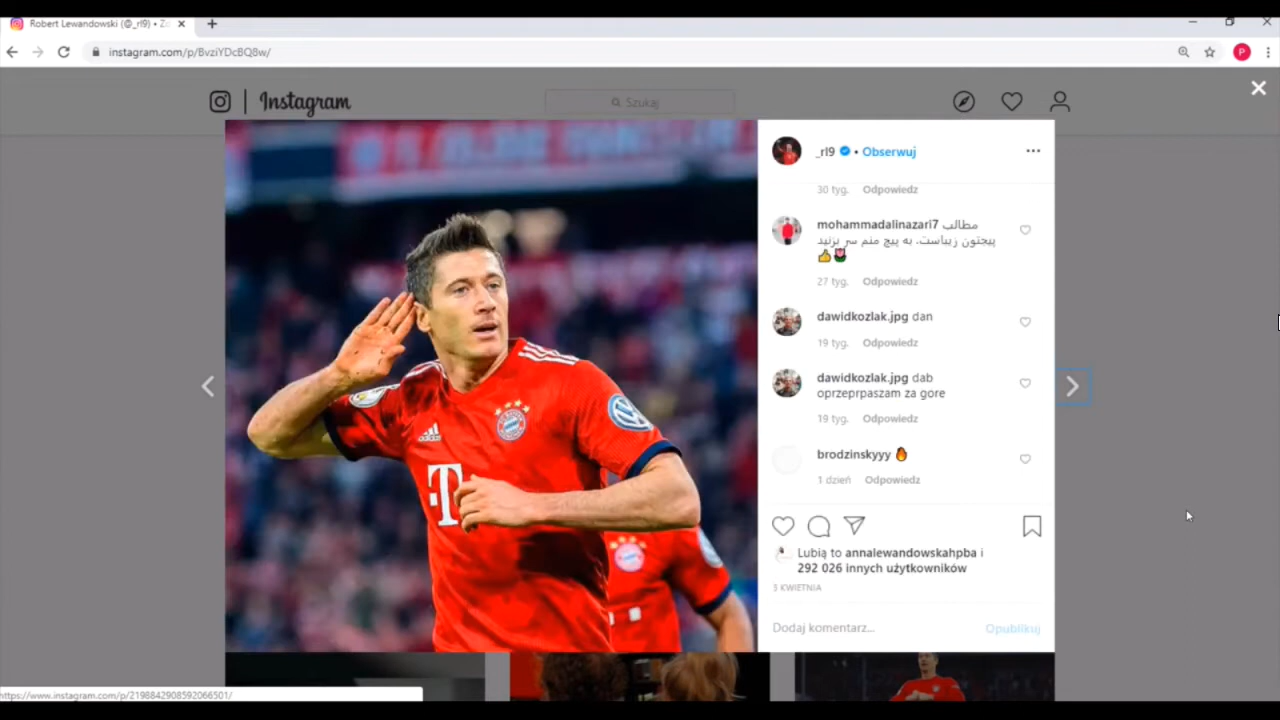 Robert Lewandowski (@_rl9) •
instagram.com/p/BvziYDcBQ8w/
P
Instagram
Szukaj
_rl9 • Obserwuj
30 tyg. Odpowiedz
mohammadalinazari7 مطالب
پیجتون زیباست. به پیج منم سر بزنید
👍🌷
27 tyg. Odpowiedz
dawidkozlak.jpg dan
19 tyg. Odpowiedz
dawidkozlak.jpg dab
oprzeprpaszam za gore
19 tyg. Odpowiedz
brodzinskyyy 🔥
1 dzień Odpowiedz
Lubią to annalewandowskahpba i
292 026 innych użytkowników
3 KWIETNIA
Dodaj komentarz... Opublikuj
adidas
T
https://www.instagram.com/p/2198842908592066501/